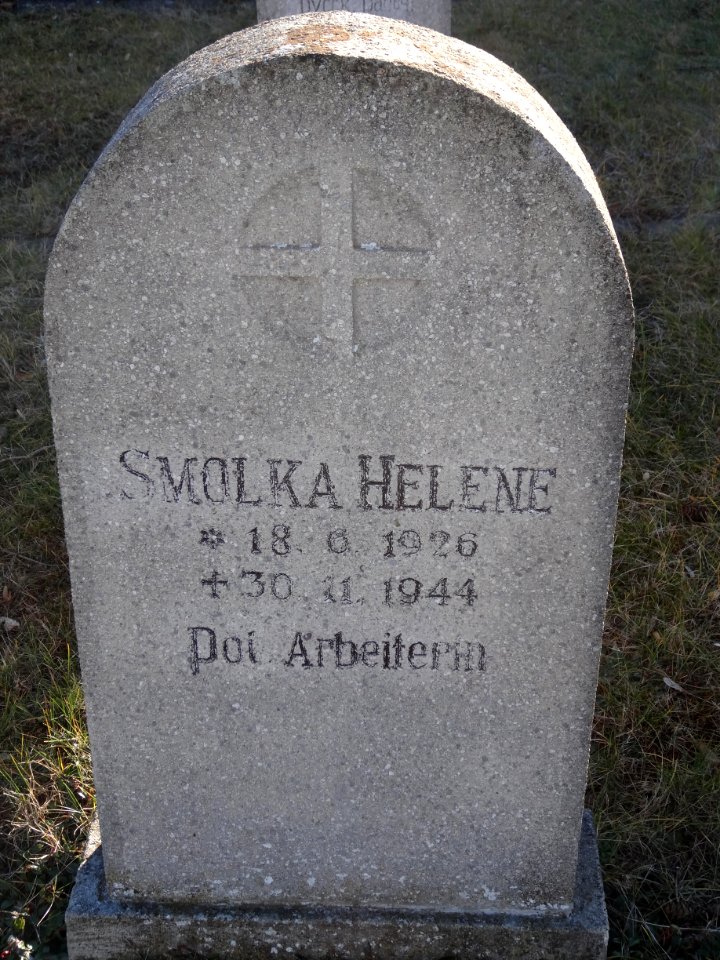 SMOLKA HELENE
* 18. 6. 1926
✝ 30. 11. 1944
Pol. Arbeiterin